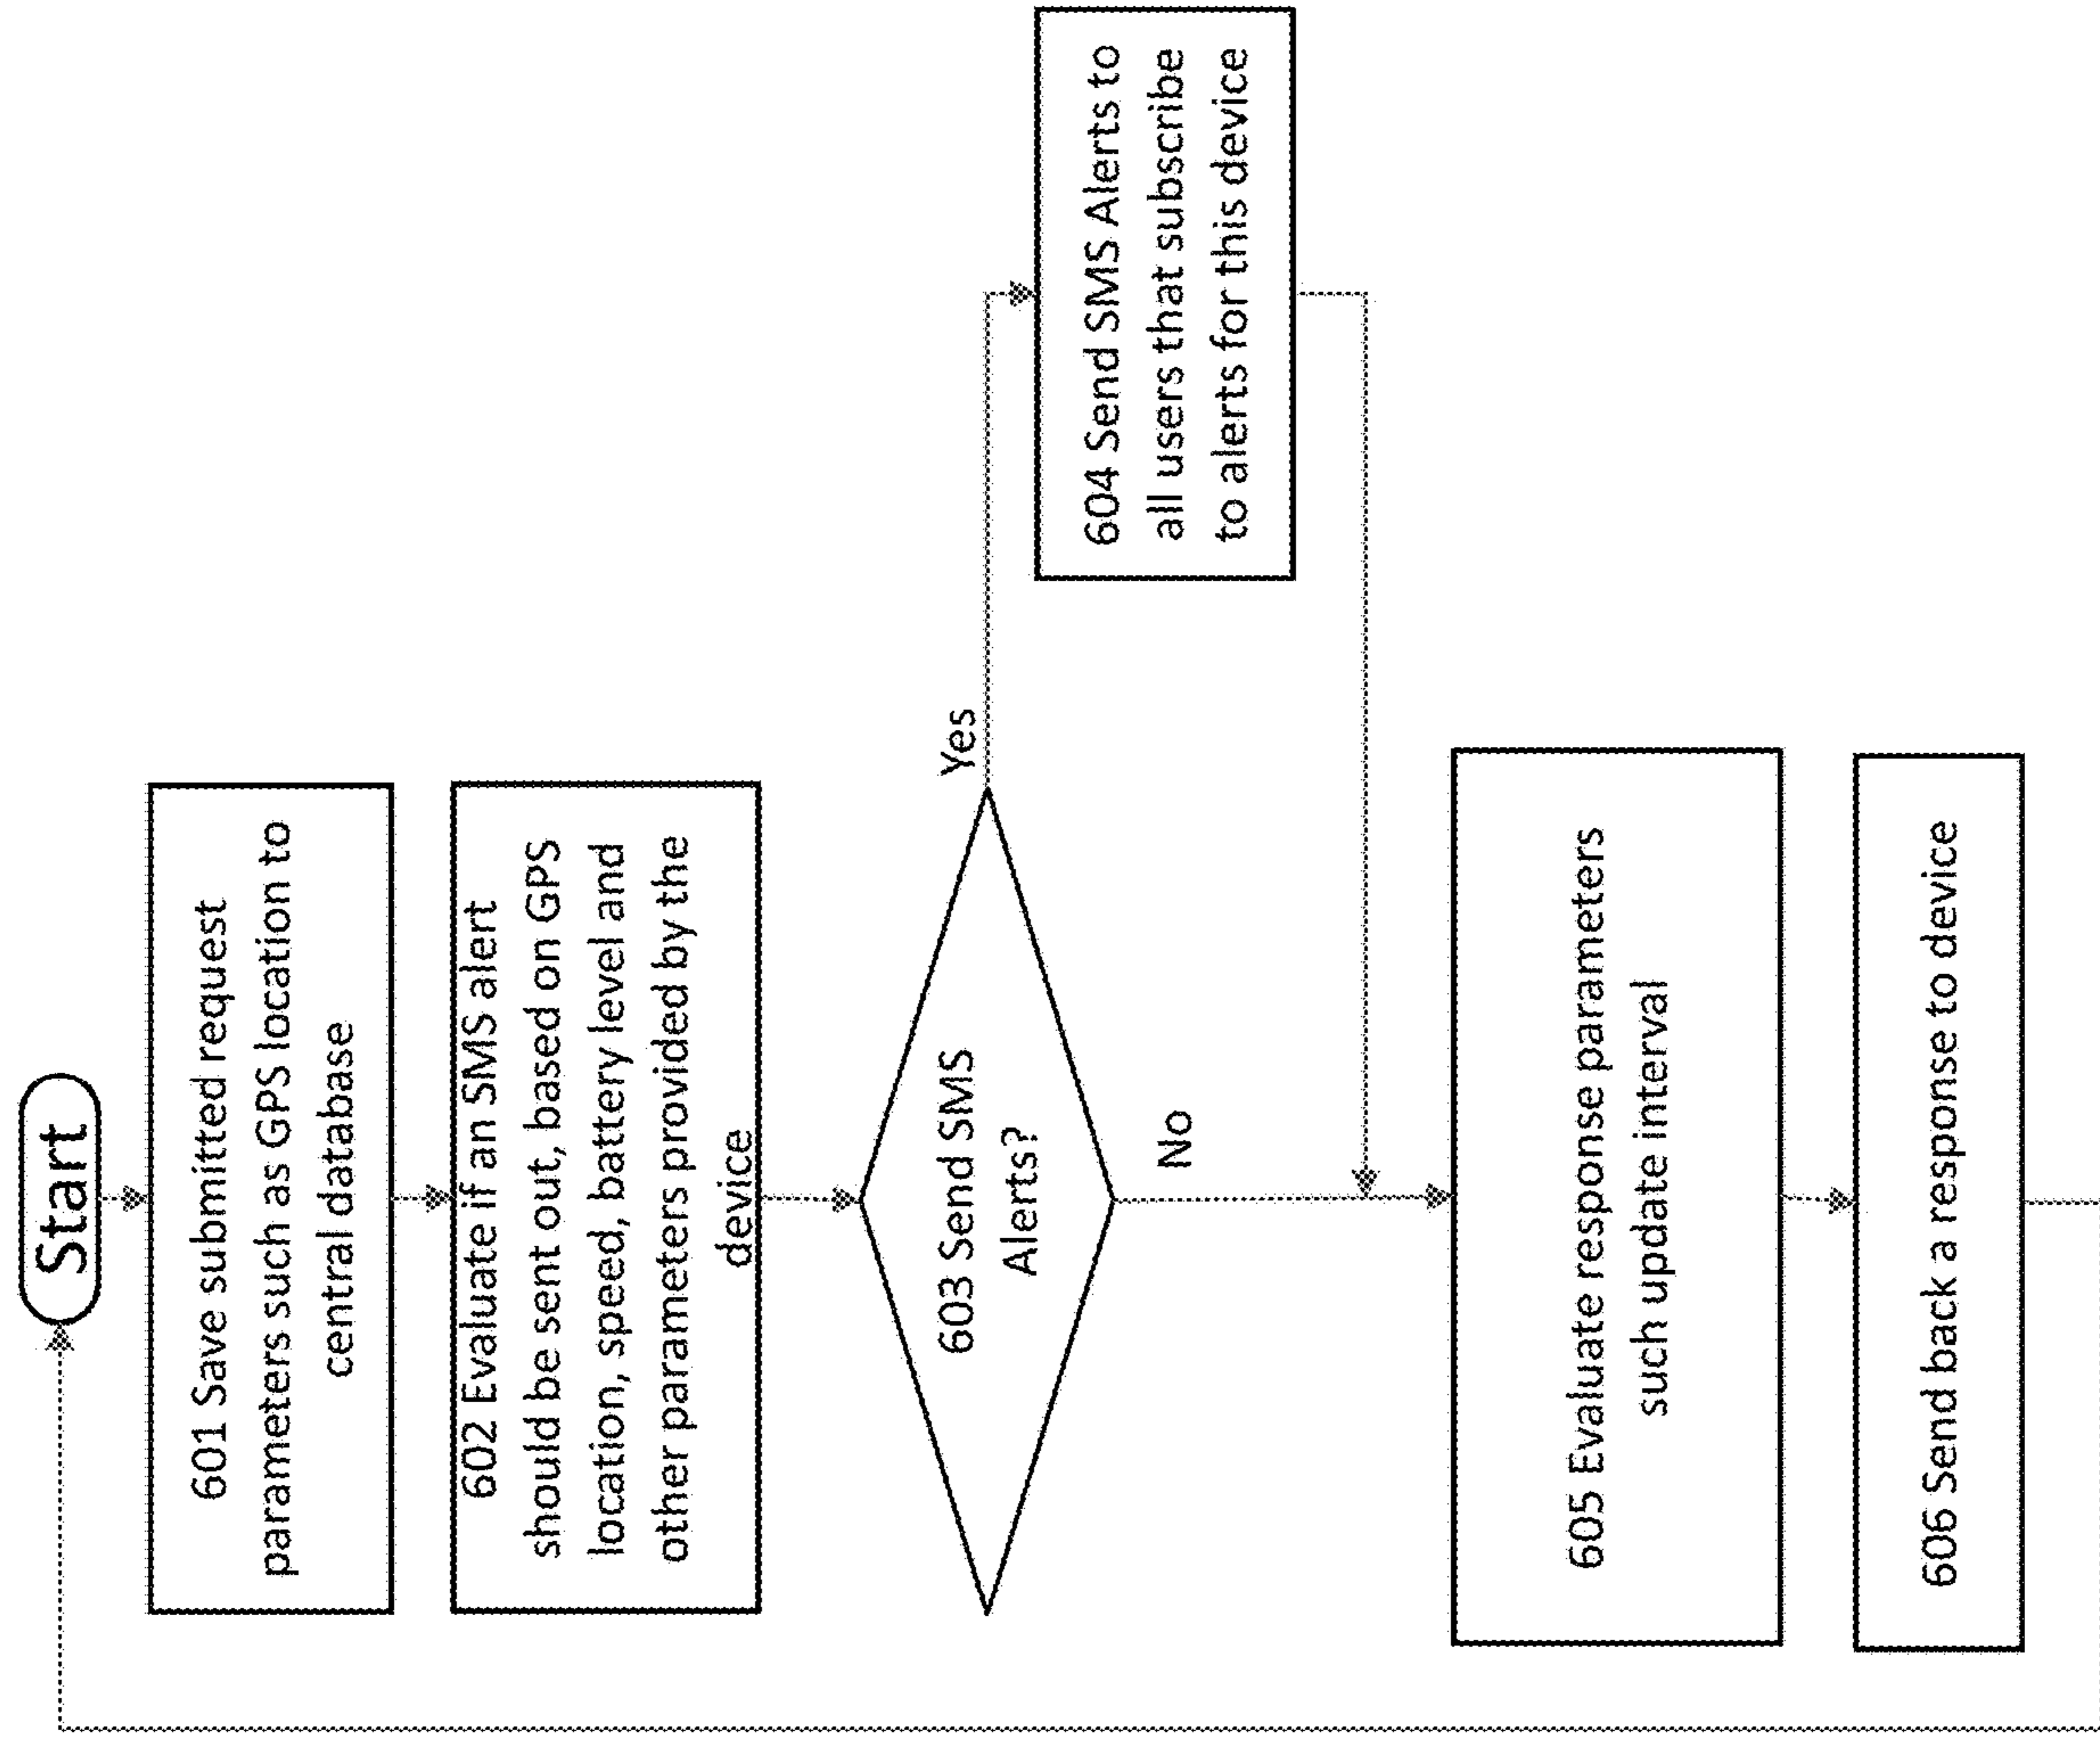 Start
601 Save submitted request
parameters such as GPS location to
central database
602 Evaluate if an SMS alert
should be sent out, based on GPS
location, speed, battery level and
other parameters provided by the
device
603 Send SMS
Alerts?
Yes
604 Send SMS Alerts to
all users that subscribe
to alerts for this device
No
605 Evaluate response parameters
such update interval
606 Send back a response to device